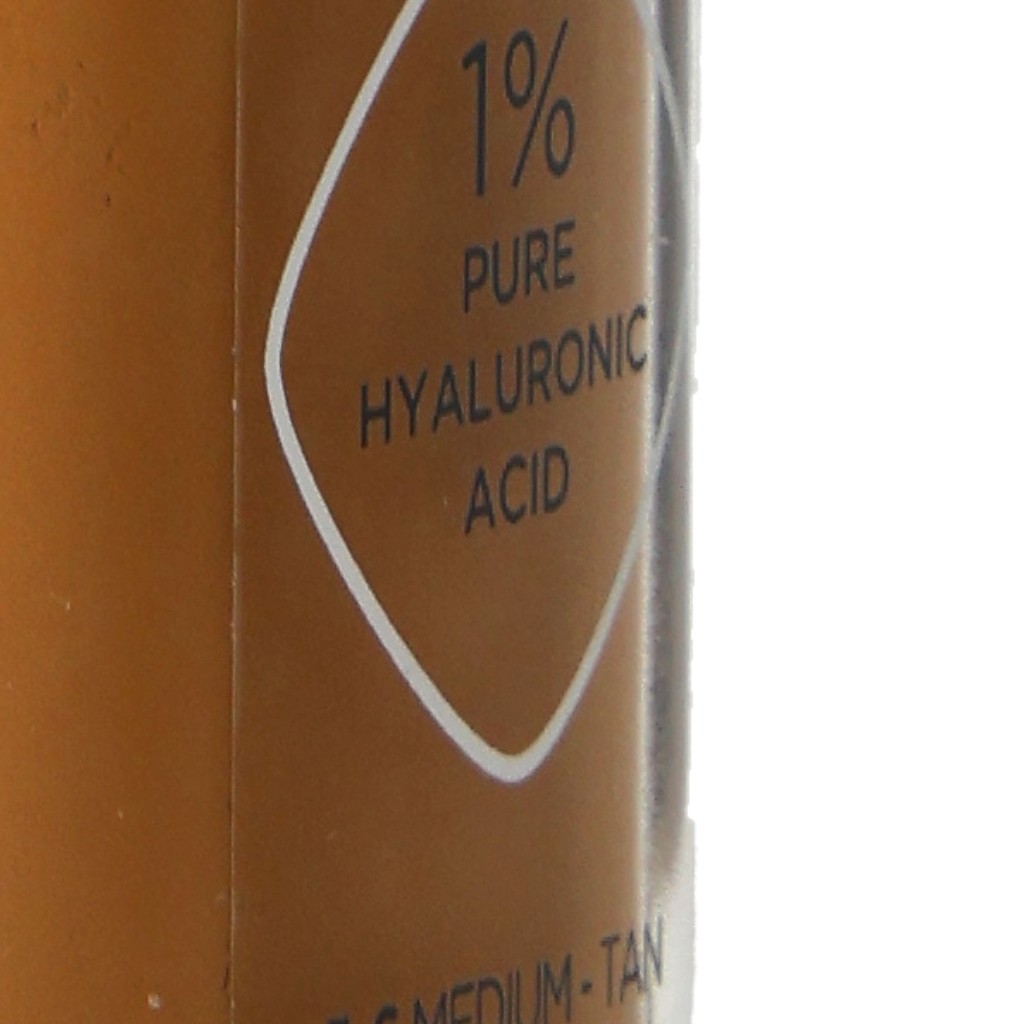 1%
PURE
HYALURONIC
ACID
MEDIUM - TAN